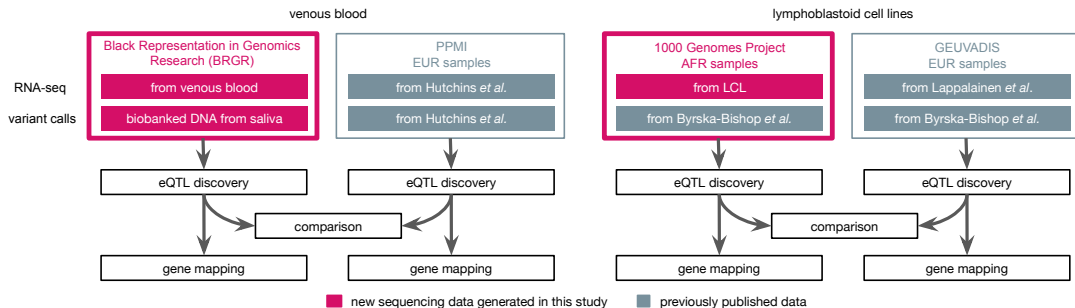 venous blood
lymphoblastoid cell lines
Black Representation in Genomics
Research (BRGR)
PPMI
EUR samples
1000 Genomes Project
AFR samples
GEUVADIS
EUR samples
RNA-seq
from venous blood
from Hutchins et al.
from LCL
from Lappalainen et al.
variant calls
biobanked DNA from saliva
from Hutchins et al.
from Byrska-Bishop et al.
from Byrska-Bishop et al.
eQTL discovery
eQTL discovery
eQTL discovery
eQTL discovery
comparison
comparison
gene mapping
gene mapping
gene mapping
gene mapping
new sequencing data generated in this study
previously published data